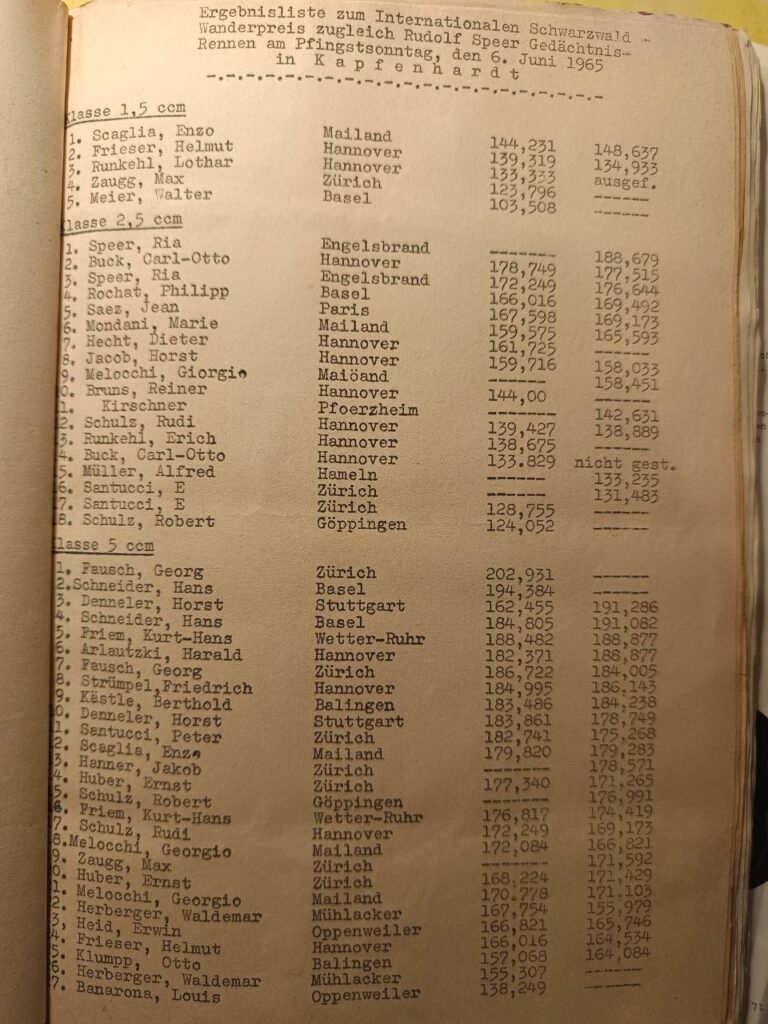 Ergebnisliste zum Internationalen Schwarzwald -
Wanderpreis zugleich Rudolf Speer Gedächtnis-
Rennen am Pfingstsonntag, den 6. Juni 1965
in K a p f e n h a r d t
-.-.-.-.-.-.-.-.-.-.-.-.-.-.-.-.-.-
Klasse 1,5 ccm
1. Scaglia, Enzo Mailand 144,231 148,637
2. Frieser, Helmut Hannover 139,319 134,933
3. Runkehl, Lothar Hannover 133,333 ausgef.
4. Zaugg, Max Zürich 123,796 ------
5. Meier, Walter Basel 103,508 ------
Klasse 2,5 ccm
1. Speer, Ria Engelsbrand ------- 188,679
2. Buck, Carl-Otto Hannover 178,749 177,515
3. Speer, Ria Engelsbrand 172,249 176,644
4. Rochat, Philipp Basel 166,016 169,492
5. Saez, Jean Paris 167,598 169,173
6. Mondani, Marie Mailand 159,575 165,593
7. Hecht, Dieter Hannover 161,725 ------
8. Jacob, Horst Hannover 159,716 158,033
9. Melocchi, Giorgio Maiöand ------ 158,451
0. Bruns, Reiner Hannover 144,00 ------
1. Kirschner Pfoerzheim ------- 142,631
2. Schulz, Rudi Hannover 139,427 138,889
3. Runkehl, Erich Hannover 138,675 ------
4. Buck, Carl-Otto Hannover 133.829 nicht gest.
5. Müller, Alfred Hameln ------ 133,235
6. Santucci, E Zürich ------ 131,483
7. Santucci, E Zürich 128,755 ------
8. Schulz, Robert Göppingen 124,052 ------
lasse 5 ccm
1. Fausch, Georg Zürich 202,931 ------
2.Schneider, Hans Basel 194,384 ------
3. Denneler, Horst Stuttgart 162,455 191,286
4. Schneider, Hans Basel 184,805 191,082
5. Friem, Kurt-Hans Wetter-Ruhr 188,482 188,877
6. Arlautzki, Harald Hannover 182,371 188,877
7. Fausch, Georg Zürich 186,722 184,005
8. Strümpel,Friedrich Hannover 184,995 186.143
9. Kästle, Berthold Balingen 183,486 184,238
0. Denneler, Horst Stuttgart 183,861 178,749
1. Santucci, Peter Zürich 182,741 175,268
2. Scaglia, Enzo Mailand 179,820 179,283
3. Hanner, Jakob Zürich ------- 178,571
4. Huber, Ernst Zürich 177,340 171,265
5. Schulz, Robert Göppingen ------- 176,991
6. Friem, Kurt-Hans Wetter-Ruhr 176,817 174,419
7. Schulz, Rudi Hannover 172,249 169,173
8.Melocchi, Georgio Mailand 172,084 166,821
9. Zaugg, Max Zürich ------- 171,592
0. Huber, Ernst Zürich 168,224 171,429
1. Melocchi, Georgio Mailand 170,778 171.103
2. Herberger, Waldemar Mühlacker 167,754 155,979
3, Heid, Erwin Oppenweiler 166,821 165,746
4. Frieser, Helmut Hannover 166,016 164,534
5. Klumpp, Otto Balingen 157,068 164,084
6. Herberger, Waldemar Mühlacker 155,307 ------
7. Banarona, Louis Oppenweiler 138,249 ------
71